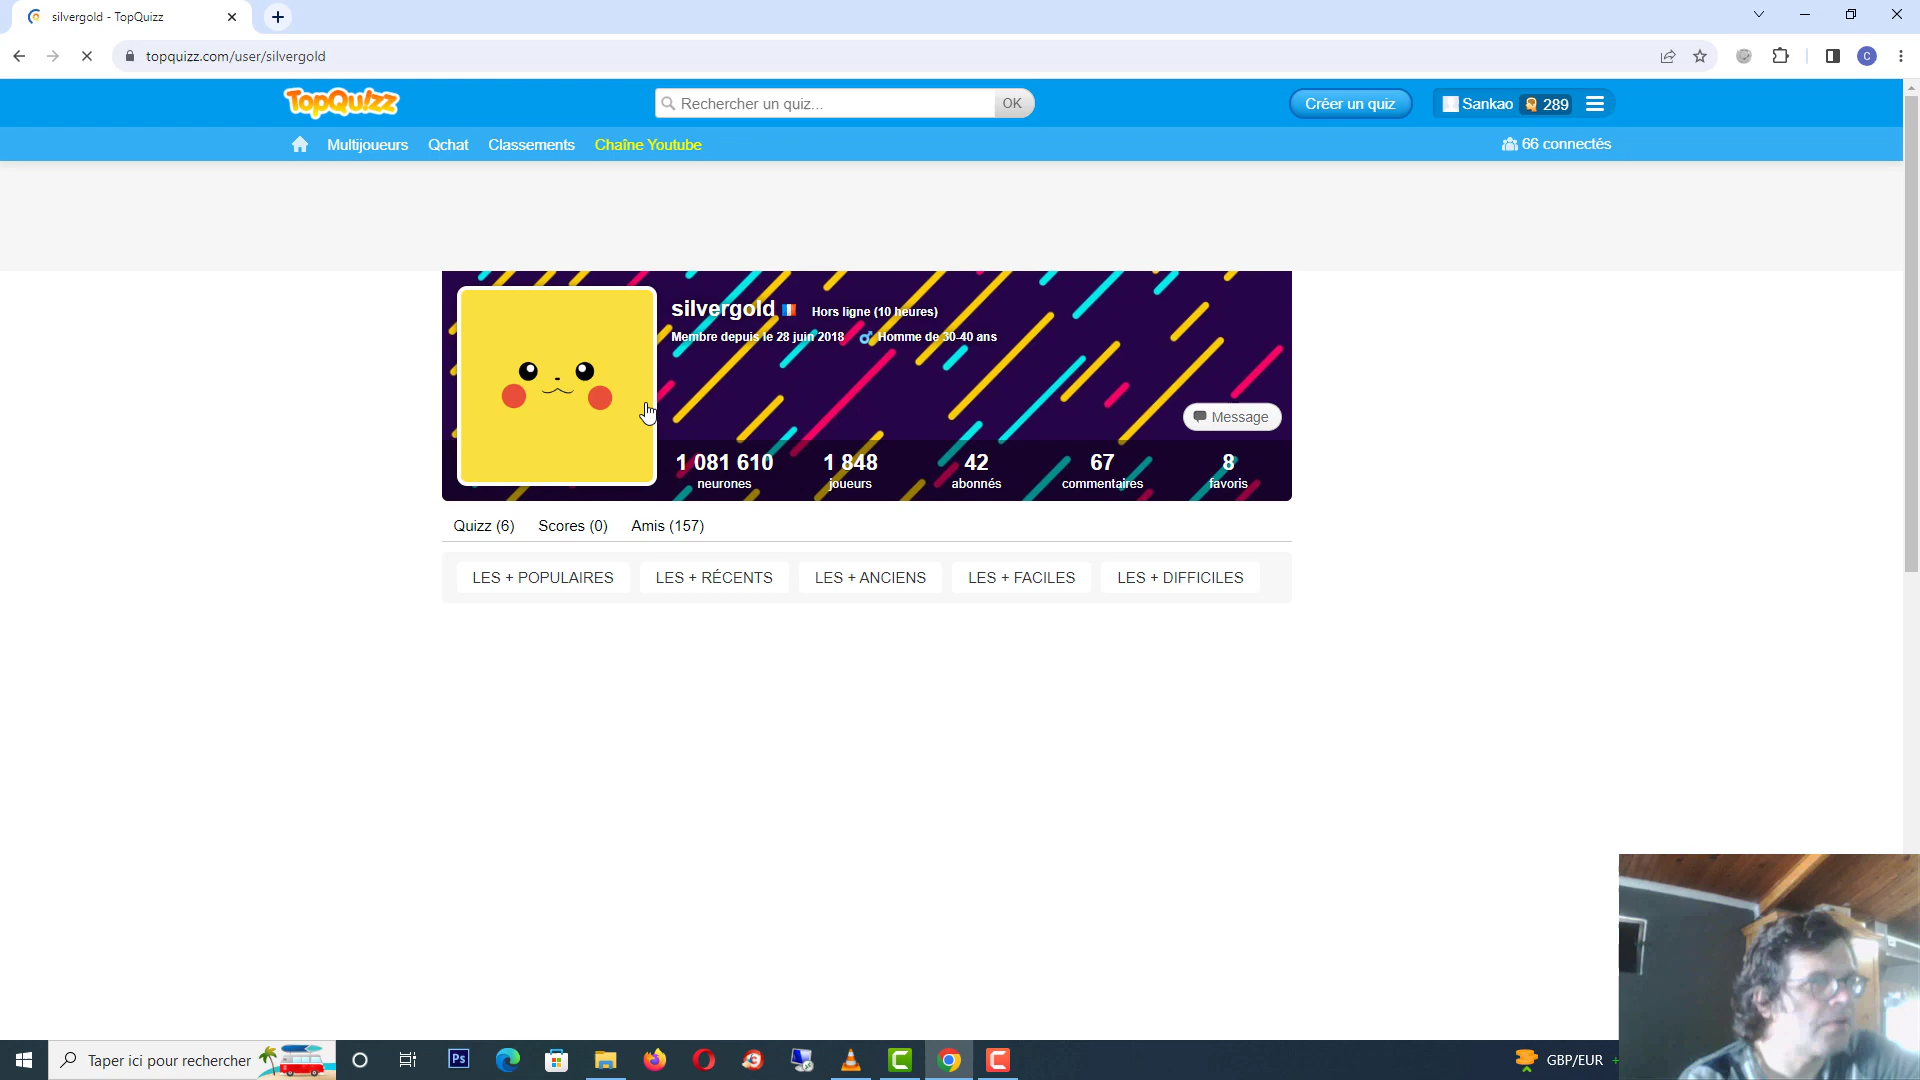 silvergold - TopQuizz
topquizz.com/user/silvergold
C
TopQuizz
Rechercher un quiz...
OK
Créer un quiz
Sankao
289
Multijoueurs
Qchat
Classements
Chaîne Youtube
66 connectés
silvergold
Hors ligne (10 heures)
Membre depuis le 28 juin 2018
Homme de 30-40 ans
Message
1 081 610
1 848
42
67
8
neurones
joueurs
abonnés
commentaires
favoris
Quizz (6)
Scores (0)
Amis (157)
LES + POPULAIRES
LES + RÉCENTS
LES + ANCIENS
LES + FACILES
LES + DIFFICILES
Taper ici pour rechercher
Ps
GBP/EUR
+